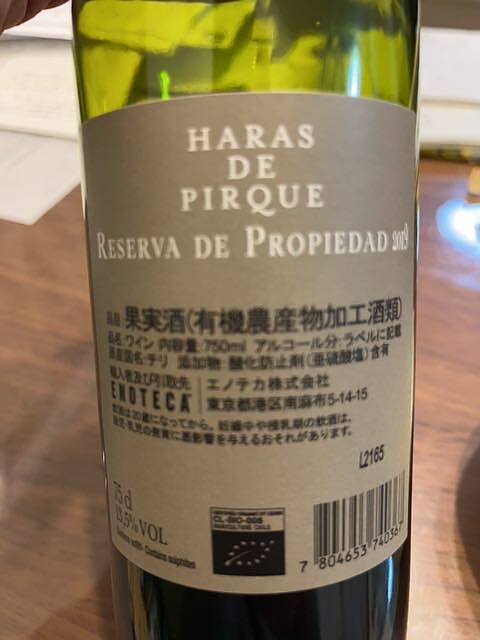 HARAS
DE
PIRQUE
RESERVA DE PROPIEDAD 2019
品目:果実酒(有機農産物加工酒類)
品名:ワイン 内容量:750ml アルコール分:ラベルに記載
原産国名:チリ 添加物 酸化防止剤(亜硫酸塩)含有
輸入者及び引取先
ENOTECA
エノテカ株式会社
東京都港区南麻布5-14-15
飲酒は20歳になってから。妊娠中や授乳期の飲酒は、
胎児・乳児の発育に悪影響を与えるおそれがあります。
L2165
75 cl
13,5% VOL
Contains sulphites
CL-BIO-005
AGRICULTURE CHILE
7 804653 740367